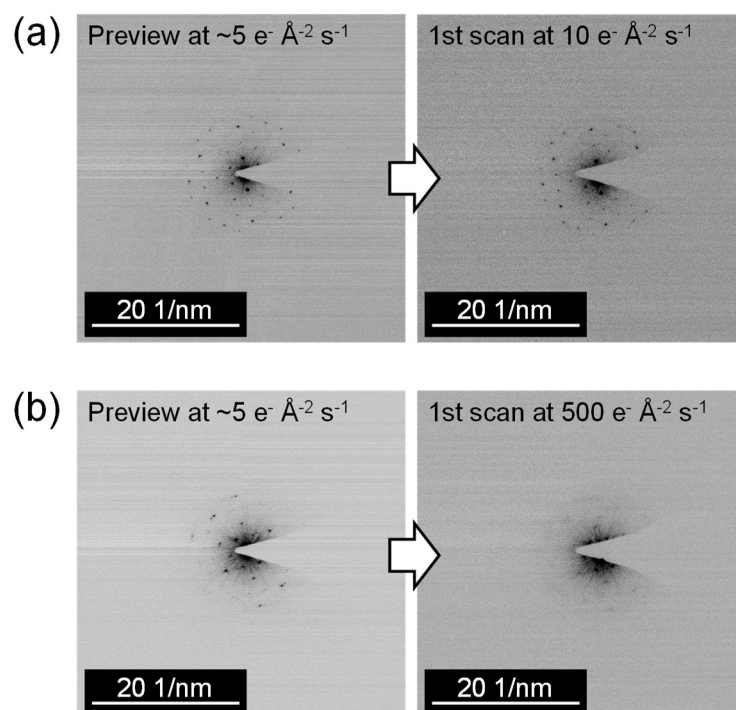 (a)
Preview at ~5 e⁻ Å⁻² s⁻¹
1st scan at 10 e⁻ Å⁻² s⁻¹
20 1/nm
20 1/nm
(b)
Preview at ~5 e⁻ Å⁻² s⁻¹
1st scan at 500 e⁻ Å⁻² s⁻¹
20 1/nm
20 1/nm